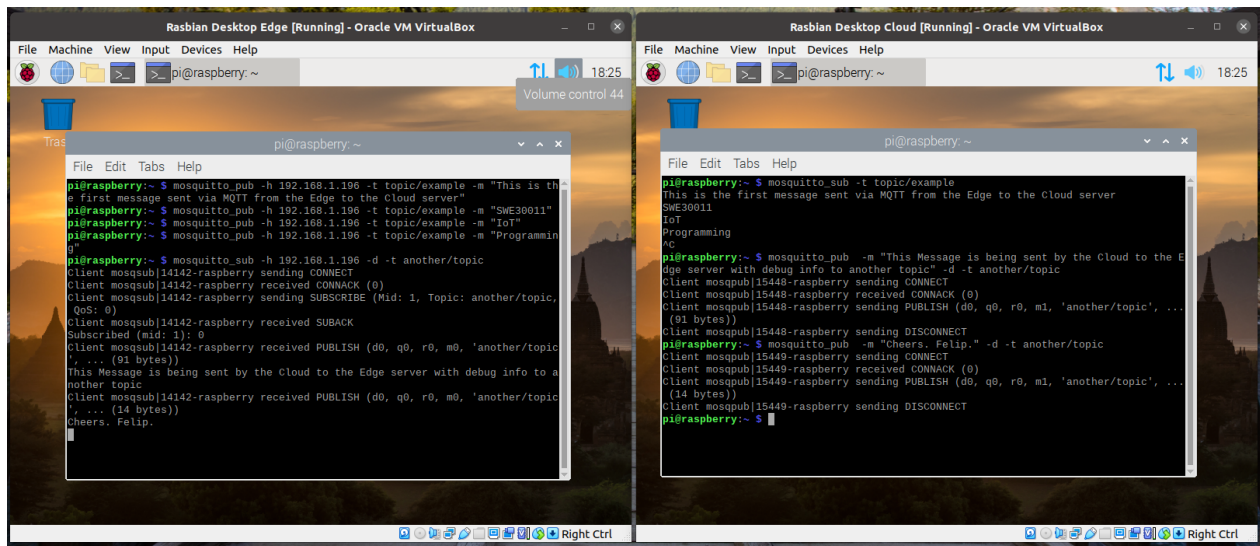 Rasbian Desktop Edge [Running] - Oracle VM VirtualBox
File Machine View Input Devices Help
pi@raspberry: ~
18:25
Volume control 44
Tras
pi@raspberry: ~
File Edit Tabs Help
pi@raspberry:~ $ mosquitto_pub -h 192.168.1.196 -t topic/example -m "This is th
e first message sent via MQTT from the Edge to the Cloud server"
pi@raspberry:~ $ mosquitto_pub -h 192.168.1.196 -t topic/example -m "SWE30011"
pi@raspberry:~ $ mosquitto_pub -h 192.168.1.196 -t topic/example -m "IoT"
pi@raspberry:~ $ mosquitto_pub -h 192.168.1.196 -t topic/example -m "Programmin
g"
pi@raspberry:~ $ mosquitto_sub -h 192.168.1.196 -d -t another/topic
Client mosqsub|14142-raspberry sending CONNECT
Client mosqsub|14142-raspberry received CONNACK (0)
Client mosqsub|14142-raspberry sending SUBSCRIBE (Mid: 1, Topic: another/topic,
QoS: 0)
Client mosqsub|14142-raspberry received SUBACK
Subscribed (mid: 1): 0
Client mosqsub|14142-raspberry received PUBLISH (d0, q0, r0, m0, 'another/topic
', ... (91 bytes))
This Message is being sent by the Cloud to the Edge server with debug info to a
nother topic
Client mosqsub|14142-raspberry received PUBLISH (d0, q0, r0, m0, 'another/topic
', ... (14 bytes))
Cheers. Felip.
Right Ctrl
Rasbian Desktop Cloud [Running] - Oracle VM VirtualBox
File Machine View Input Devices Help
pi@raspberry: ~
18:25
pi@raspberry: ~
File Edit Tabs Help
pi@raspberry:~ $ mosquitto_sub -t topic/example
This is the first message sent via MQTT from the Edge to the Cloud server
SWE30011
IoT
Programming
^C
pi@raspberry:~ $ mosquitto_pub -m "This Message is being sent by the Cloud to the E
dge server with debug info to another topic" -d -t another/topic
Client mosqpub|15448-raspberry sending CONNECT
Client mosqpub|15448-raspberry received CONNACK (0)
Client mosqpub|15448-raspberry sending PUBLISH (d0, q0, r0, m1, 'another/topic', ...
(91 bytes))
Client mosqpub|15448-raspberry sending DISCONNECT
pi@raspberry:~ $ mosquitto_pub -m "Cheers. Felip." -d -t another/topic
Client mosqpub|15449-raspberry sending CONNECT
Client mosqpub|15449-raspberry received CONNACK (0)
Client mosqpub|15449-raspberry sending PUBLISH (d0, q0, r0, m1, 'another/topic', ...
(14 bytes))
Client mosqpub|15449-raspberry sending DISCONNECT
pi@raspberry:~ $
Right Ctrl